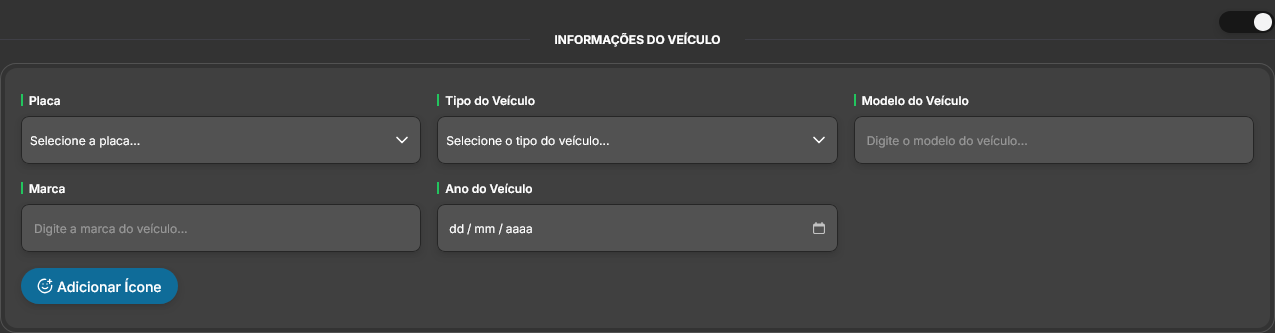 INFORMAÇÕES DO VEÍCULO
Placa
Tipo do Veículo
Modelo do Veículo
Selecione a placa...
Selecione o tipo do veículo...
Digite o modelo do veículo...
Marca
Ano do Veículo
Digite a marca do veículo...
dd / mm / aaaa
Adicionar Ícone